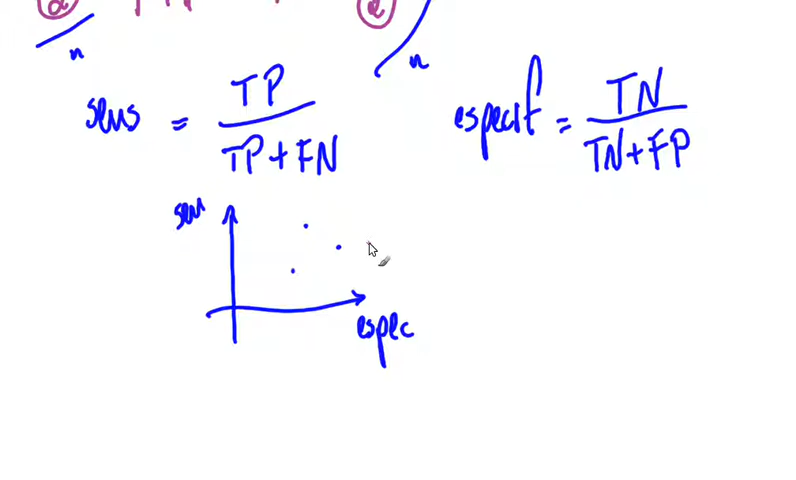 n
n
sens = TP / TP + FN
especif = TN / TN + FP
sen
espec